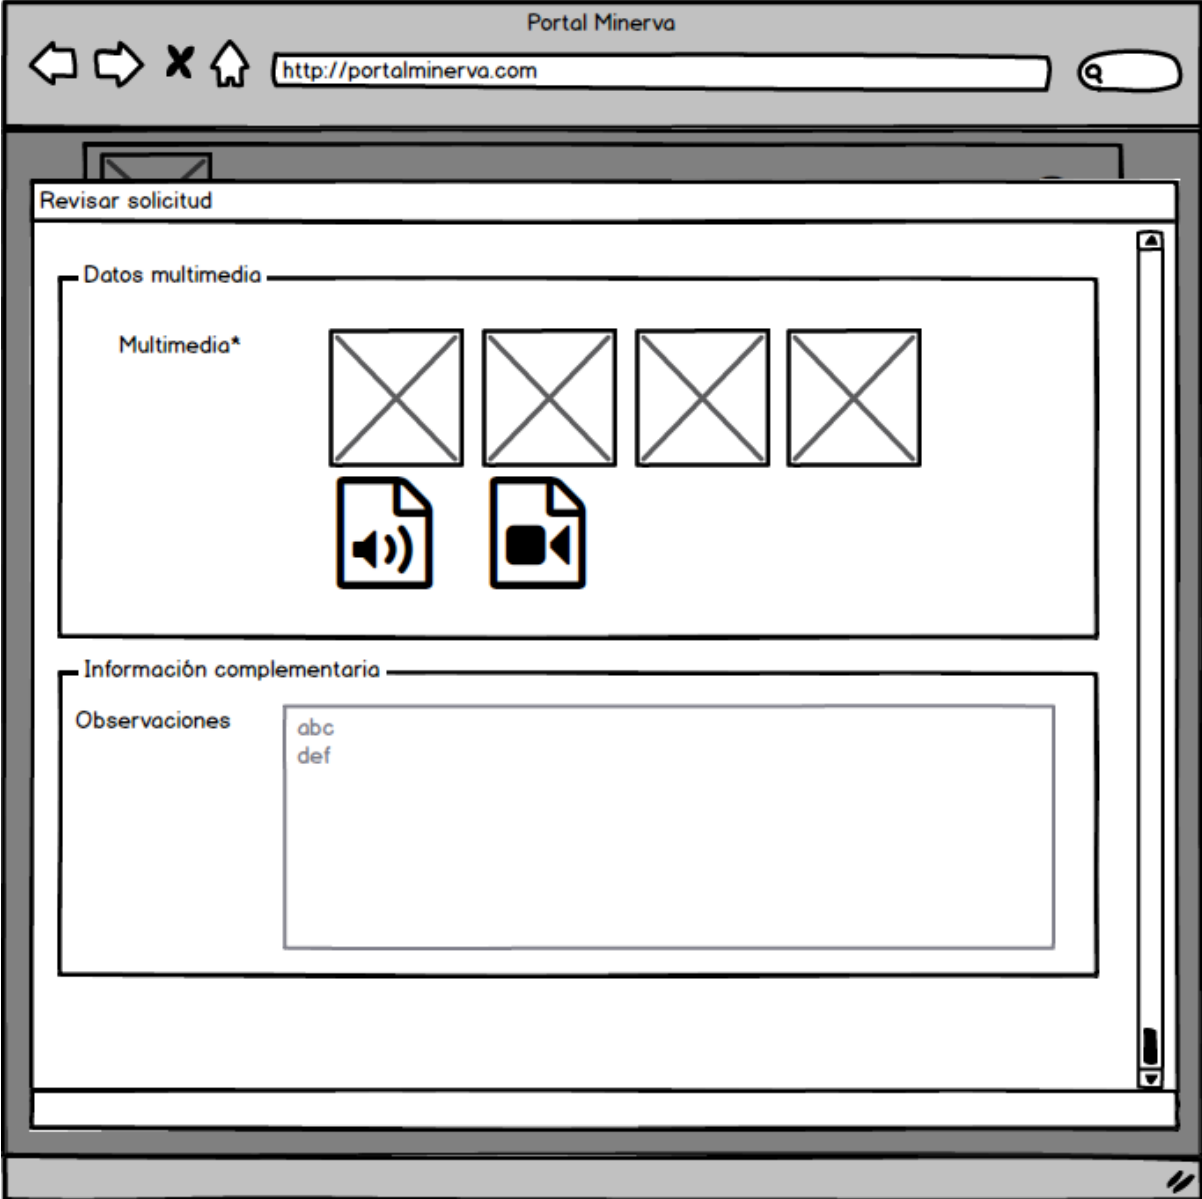 Portal Minerva
http://portalminerva.com
Revisar solicitud
Datos multimedia
Multimedia*
Información complementaria
Observaciones
abc
def